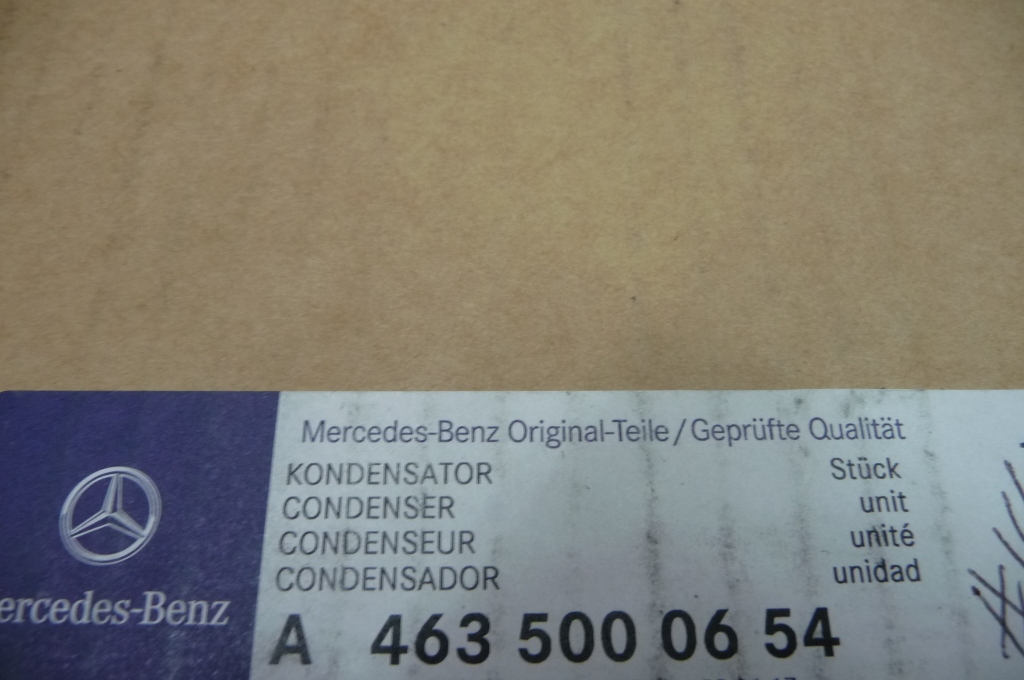 Mercedes-Benz Original-Teile/Geprüfte Qualität
KONDENSATOR Stück
CONDENSER unit
CONDENSEUR unité
CONDENSADOR unidad
A 463 500 06 54
ercedes-Benz